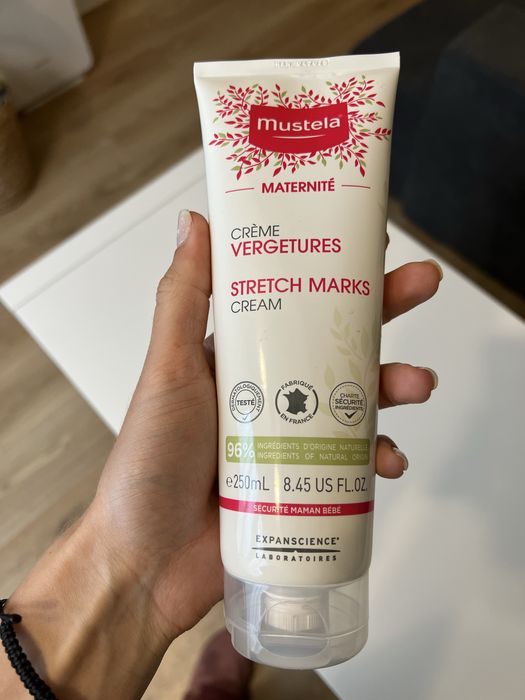 mustela
MATERNITÉ
CRÈME
VERGETURES
STRETCH MARKS
CREAM
DERMATOLOGIQUEMENT
TESTÉ
FABRIQUÉ
EN FRANCE
CHARTE
SÉCURITÉ
INGRÉDIENTS
96% INGRÉDIENTS D'ORIGINE NATURELLE
INGREDIENTS OF NATURAL ORIGIN
℮250mL - 8.45 US FL.OZ.
SÉCURITÉ MAMAN BÉBÉ
EXPANSCIENCE®
LABORATOIRES